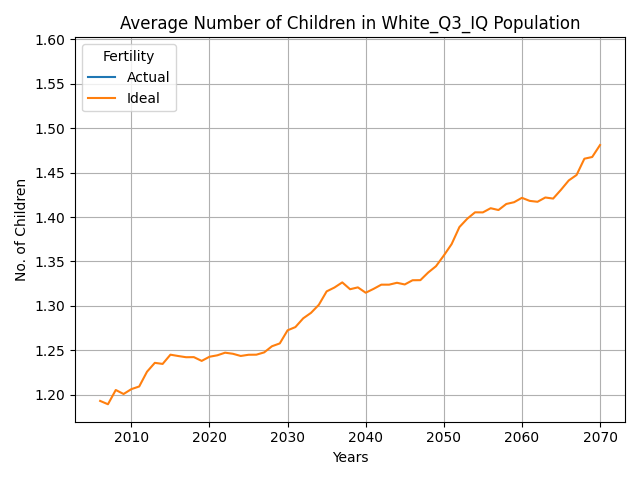 Average Number of Children in White_Q3_IQ Population
1.60
1.55
1.50
1.45
1.40
1.35
1.30
1.25
1.20
No. of Children
Fertility
Actual
Ideal
2010 2020 2030 2040 2050 2060 2070
Years